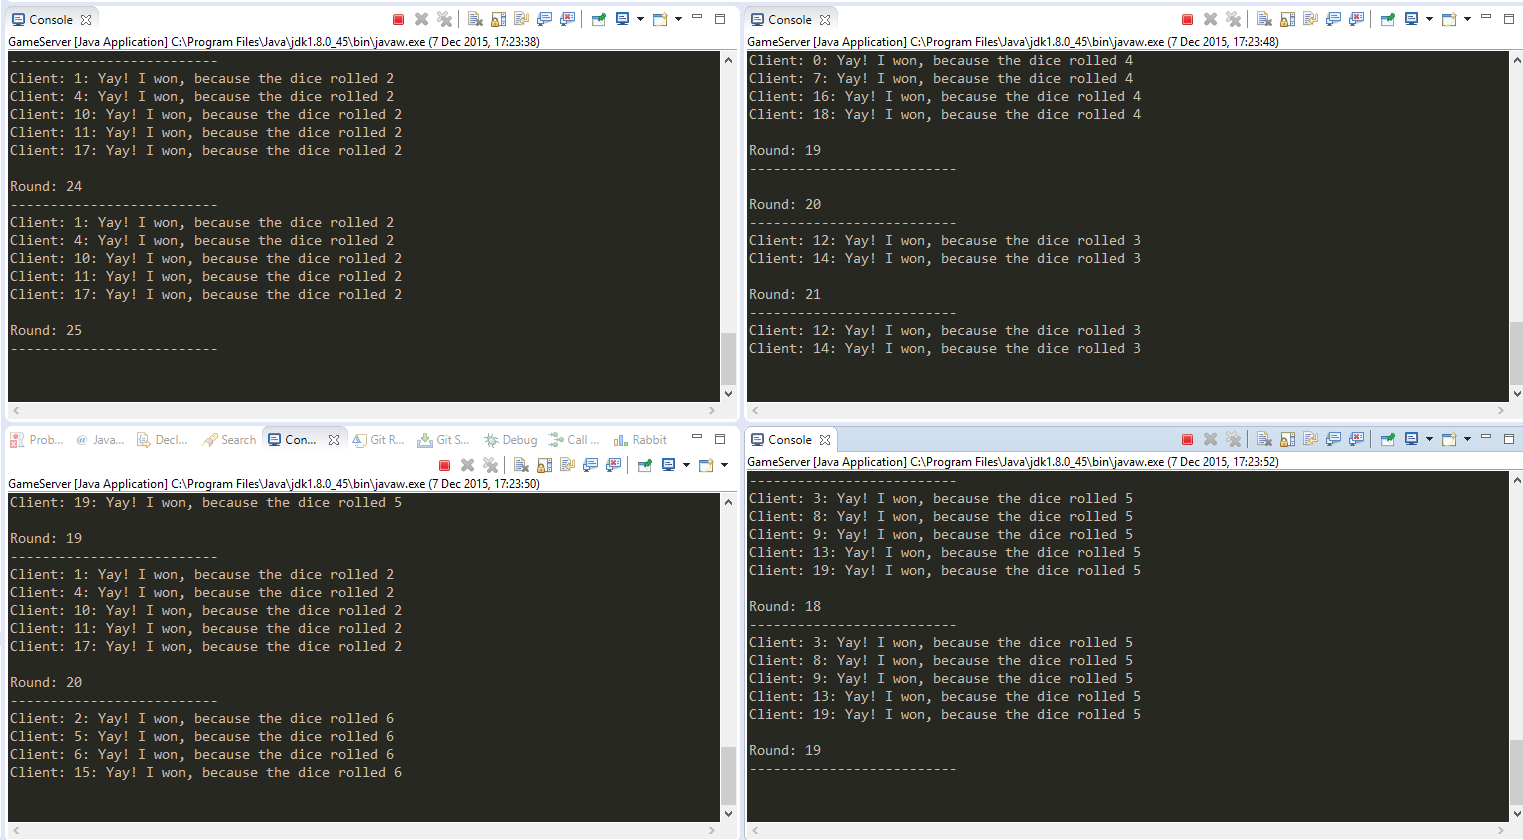 Console
GameServer [Java Application] C:\Program Files\Java\jdk1.8.0_45\bin\javaw.exe (7 Dec 2015, 17:23:38)
--------------------------
Client: 1: Yay! I won, because the dice rolled 2
Client: 4: Yay! I won, because the dice rolled 2
Client: 10: Yay! I won, because the dice rolled 2
Client: 11: Yay! I won, because the dice rolled 2
Client: 17: Yay! I won, because the dice rolled 2
Round: 24
--------------------------
Client: 1: Yay! I won, because the dice rolled 2
Client: 4: Yay! I won, because the dice rolled 2
Client: 10: Yay! I won, because the dice rolled 2
Client: 11: Yay! I won, because the dice rolled 2
Client: 17: Yay! I won, because the dice rolled 2
Round: 25
--------------------------
Console
GameServer [Java Application] C:\Program Files\Java\jdk1.8.0_45\bin\javaw.exe (7 Dec 2015, 17:23:48)
Client: 0: Yay! I won, because the dice rolled 4
Client: 7: Yay! I won, because the dice rolled 4
Client: 16: Yay! I won, because the dice rolled 4
Client: 18: Yay! I won, because the dice rolled 4
Round: 19
--------------------------
Round: 20
--------------------------
Client: 12: Yay! I won, because the dice rolled 3
Client: 14: Yay! I won, because the dice rolled 3
Round: 21
--------------------------
Client: 12: Yay! I won, because the dice rolled 3
Client: 14: Yay! I won, because the dice rolled 3
Prob... @ Java... Decl... Search Con... Git R... Git S... Debug Call ... Rabbit
GameServer [Java Application] C:\Program Files\Java\jdk1.8.0_45\bin\javaw.exe (7 Dec 2015, 17:23:50)
Client: 19: Yay! I won, because the dice rolled 5
Round: 19
--------------------------
Client: 1: Yay! I won, because the dice rolled 2
Client: 4: Yay! I won, because the dice rolled 2
Client: 10: Yay! I won, because the dice rolled 2
Client: 11: Yay! I won, because the dice rolled 2
Client: 17: Yay! I won, because the dice rolled 2
Round: 20
--------------------------
Client: 2: Yay! I won, because the dice rolled 6
Client: 5: Yay! I won, because the dice rolled 6
Client: 6: Yay! I won, because the dice rolled 6
Client: 15: Yay! I won, because the dice rolled 6
Console
GameServer [Java Application] C:\Program Files\Java\jdk1.8.0_45\bin\javaw.exe (7 Dec 2015, 17:23:52)
--------------------------
Client: 3: Yay! I won, because the dice rolled 5
Client: 8: Yay! I won, because the dice rolled 5
Client: 9: Yay! I won, because the dice rolled 5
Client: 13: Yay! I won, because the dice rolled 5
Client: 19: Yay! I won, because the dice rolled 5
Round: 18
--------------------------
Client: 3: Yay! I won, because the dice rolled 5
Client: 8: Yay! I won, because the dice rolled 5
Client: 9: Yay! I won, because the dice rolled 5
Client: 13: Yay! I won, because the dice rolled 5
Client: 19: Yay! I won, because the dice rolled 5
Round: 19
--------------------------